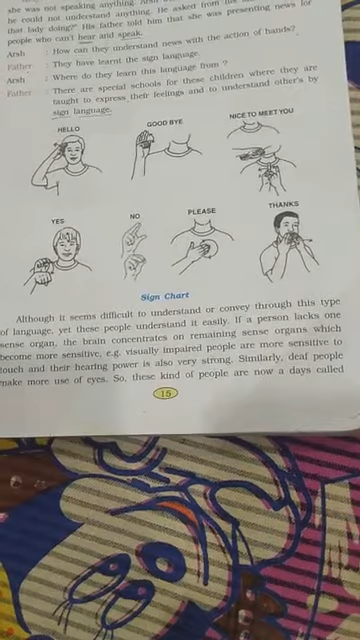 she was not speaking anything. Arsh
he could not understand anything. He asked from his
that lady doing?" His father told him that she was presenting news for
people who can't hear and speak.
Arsh : How can they understand news with the action of hands?
Father : They have learnt the sign language.
Arsh : Where do they learn this language from ?
Father : There are special schools for these children where they are
taught to express their feelings and to understand other's by
sign language.
HELLO GOOD BYE NICE TO MEET YOU
YES NO PLEASE THANKS
Sign Chart
Although it seems difficult to understand or convey through this type
of language, yet these people understand it easily. If a person lacks one
sense organ, the brain concentrates on remaining sense organs which
become more sensitive, e.g. visually impaired people are more sensitive to
touch and their hearing power is also very strong. Similarly, deaf people
make more use of eyes. So, these kind of people are now a days called
15